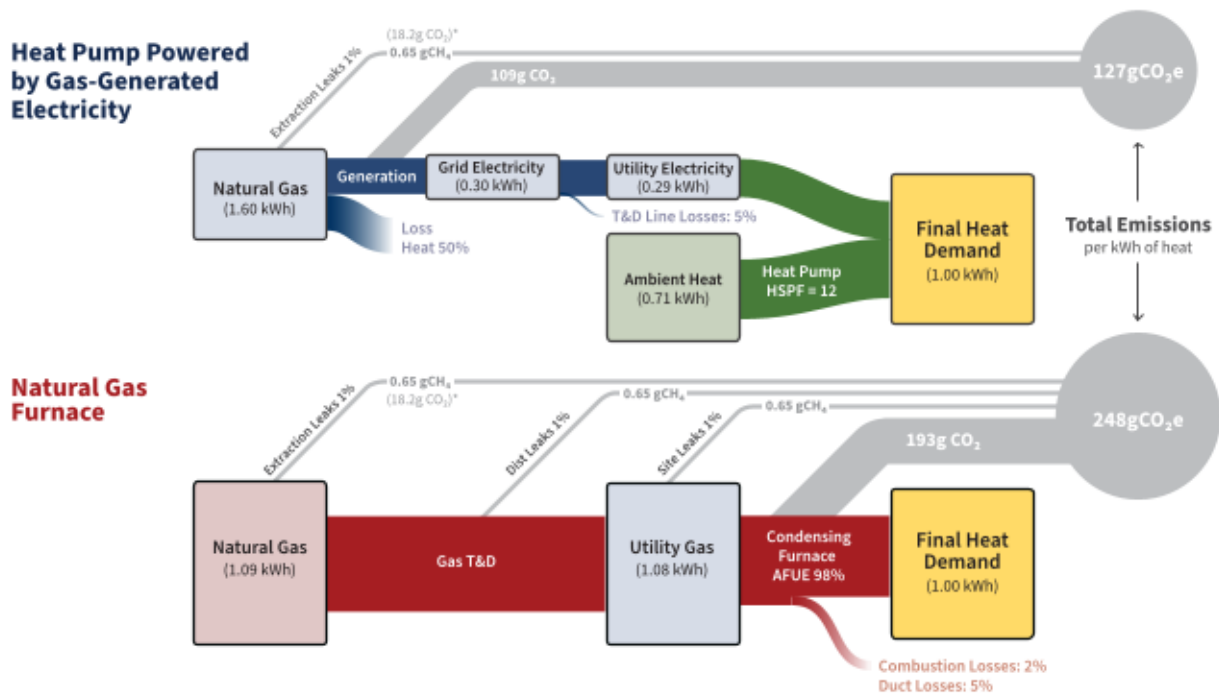 Heat Pump Powered
by Gas-Generated
Electricity
Extraction Leaks 1%
(18.2g CO₂)*
0.65 gCH₄
109g CO₂
127gCO₂e
Natural Gas
(1.60 kWh)
Generation
Grid Electricity
(0.30 kWh)
Utility Electricity
(0.29 kWh)
Loss
Heat 50%
T&D Line Losses: 5%
Ambient Heat
(0.71 kWh)
Heat Pump
HSPF = 12
Final Heat
Demand
(1.00 kWh)
Total Emissions
per kWh of heat
Natural Gas
Furnace
Extraction Leaks 1%
0.65 gCH₄
(18.2g CO₂)*
Dist Leaks 1%
0.65 gCH₄
Site Leaks 1%
0.65 gCH₄
193g CO₂
248gCO₂e
Natural Gas
(1.09 kWh)
Gas T&D
Utility Gas
(1.08 kWh)
Condensing
Furnace
AFUE 98%
Final Heat
Demand
(1.00 kWh)
Combustion Losses: 2%
Duct Losses: 5%